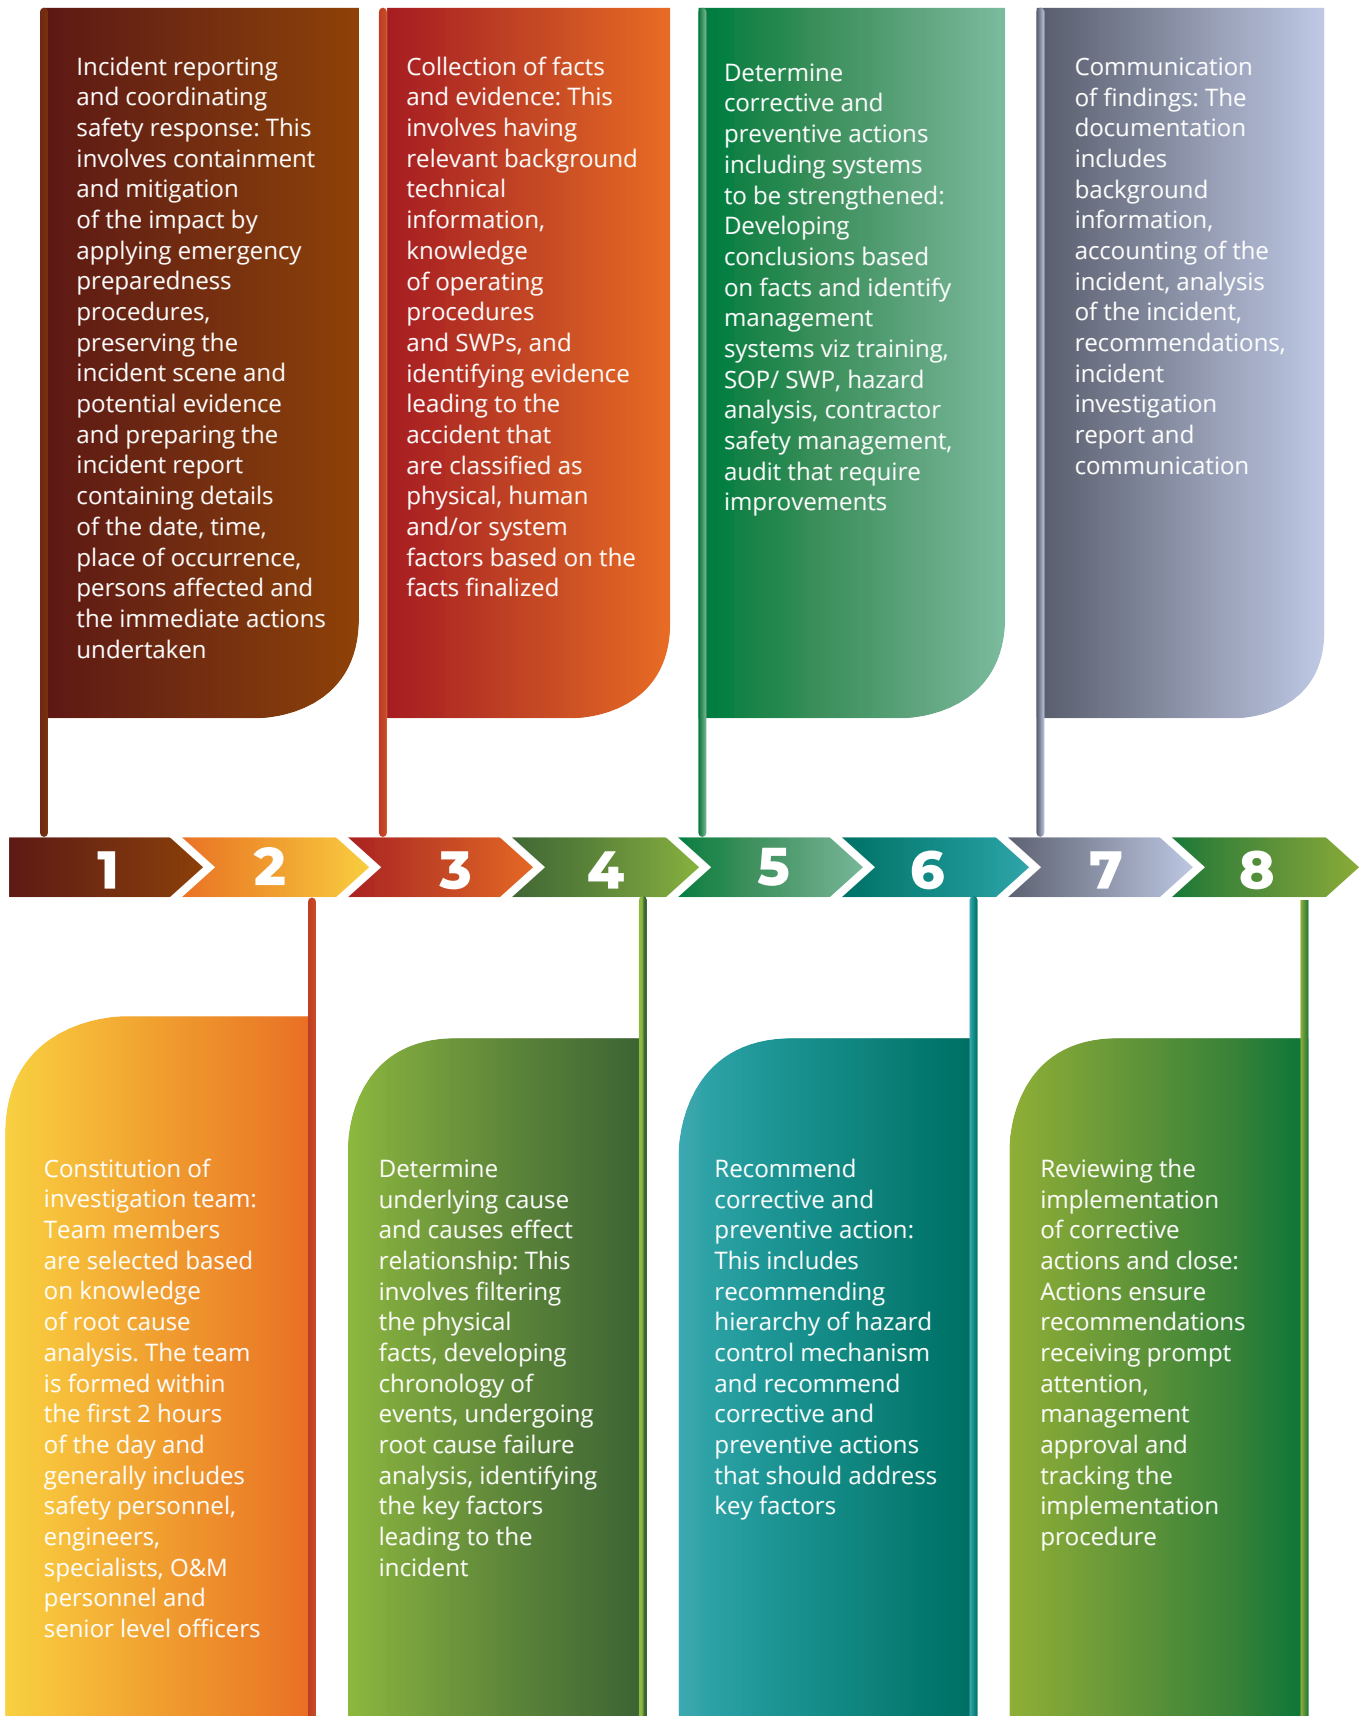 Incident reporting
and coordinating
safety response: This
involves containment
and mitigation
of the impact by
applying emergency
preparedness
procedures,
preserving the
incident scene and
potential evidence
and preparing the
incident report
containing details
of the date, time,
place of occurrence,
persons affected and
the immediate actions
undertaken
Collection of facts
and evidence: This
involves having
relevant background
technical
information,
knowledge
of operating
procedures
and SWPs, and
identifying evidence
leading to the
accident that
are classified as
physical, human
and/or system
factors based on the
facts finalized
Determine
corrective and
preventive actions
including systems
to be strengthened:
Developing
conclusions based
on facts and identify
management
systems viz training,
SOP/ SWP, hazard
analysis, contractor
safety management,
audit that require
improvements
Communication
of findings: The
documentation
includes
background
information,
accounting of the
incident, analysis
of the incident,
recommendations,
incident
investigation
report and
communication
1 2 3 4 5 6 7 8
Constitution of
investigation team:
Team members
are selected based
on knowledge
of root cause
analysis. The team
is formed within
the first 2 hours
of the day and
generally includes
safety personnel,
engineers,
specialists, O&M
personnel and
senior level officers
Determine
underlying cause
and causes effect
relationship: This
involves filtering
the physical
facts, developing
chronology of
events, undergoing
root cause failure
analysis, identifying
the key factors
leading to the
incident
Recommend
corrective and
preventive action:
This includes
recommending
hierarchy of hazard
control mechanism
and recommend
corrective and
preventive actions
that should address
key factors
Reviewing the
implementation
of corrective
actions and close:
Actions ensure
recommendations
receiving prompt
attention,
management
approval and
tracking the
implementation
procedure